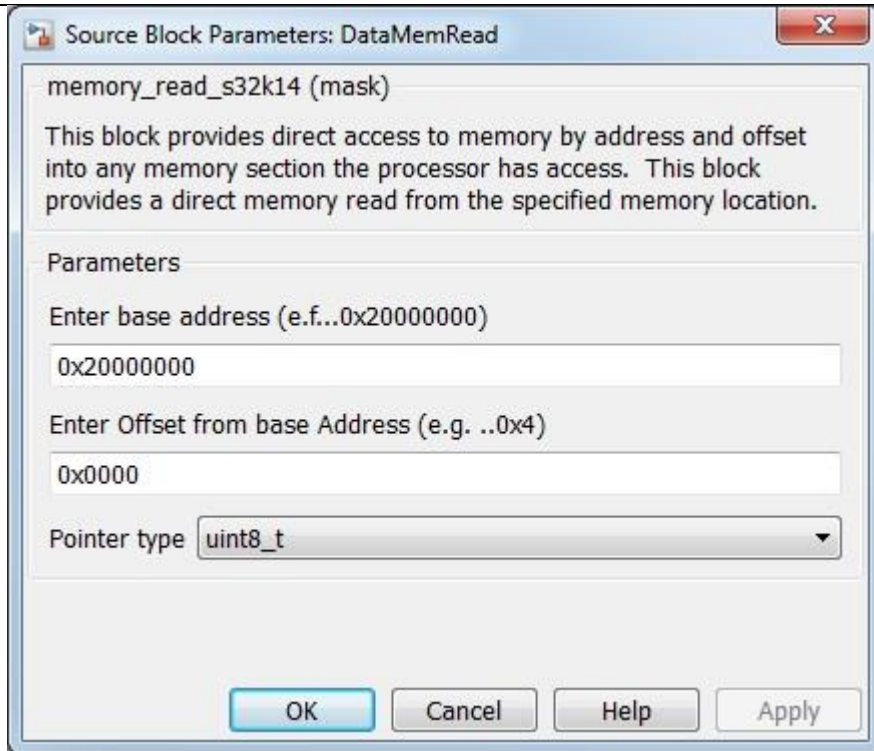 Source Block Parameters: DataMemRead
memory_read_s32k14 (mask)
This block provides direct access to memory by address and offset
into any memory section the processor has access.  This block
provides a direct memory read from the specified memory location.
Parameters
Enter base address (e.f...0x20000000)
0x20000000
Enter Offset from base Address (e.g. ..0x4)
0x0000
Pointer type uint8_t
OK Cancel Help Apply